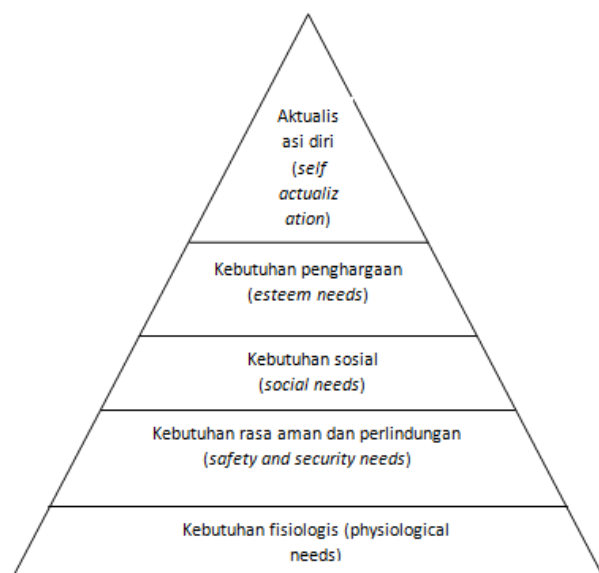 Aktualis
asi diri
(self
actualiz
ation)
Kebutuhan penghargaan
(esteem needs)
Kebutuhan sosial
(social needs)
Kebutuhan rasa aman dan perlindungan
(safety and security needs)
Kebutuhan fisiologis (physiological
needs)